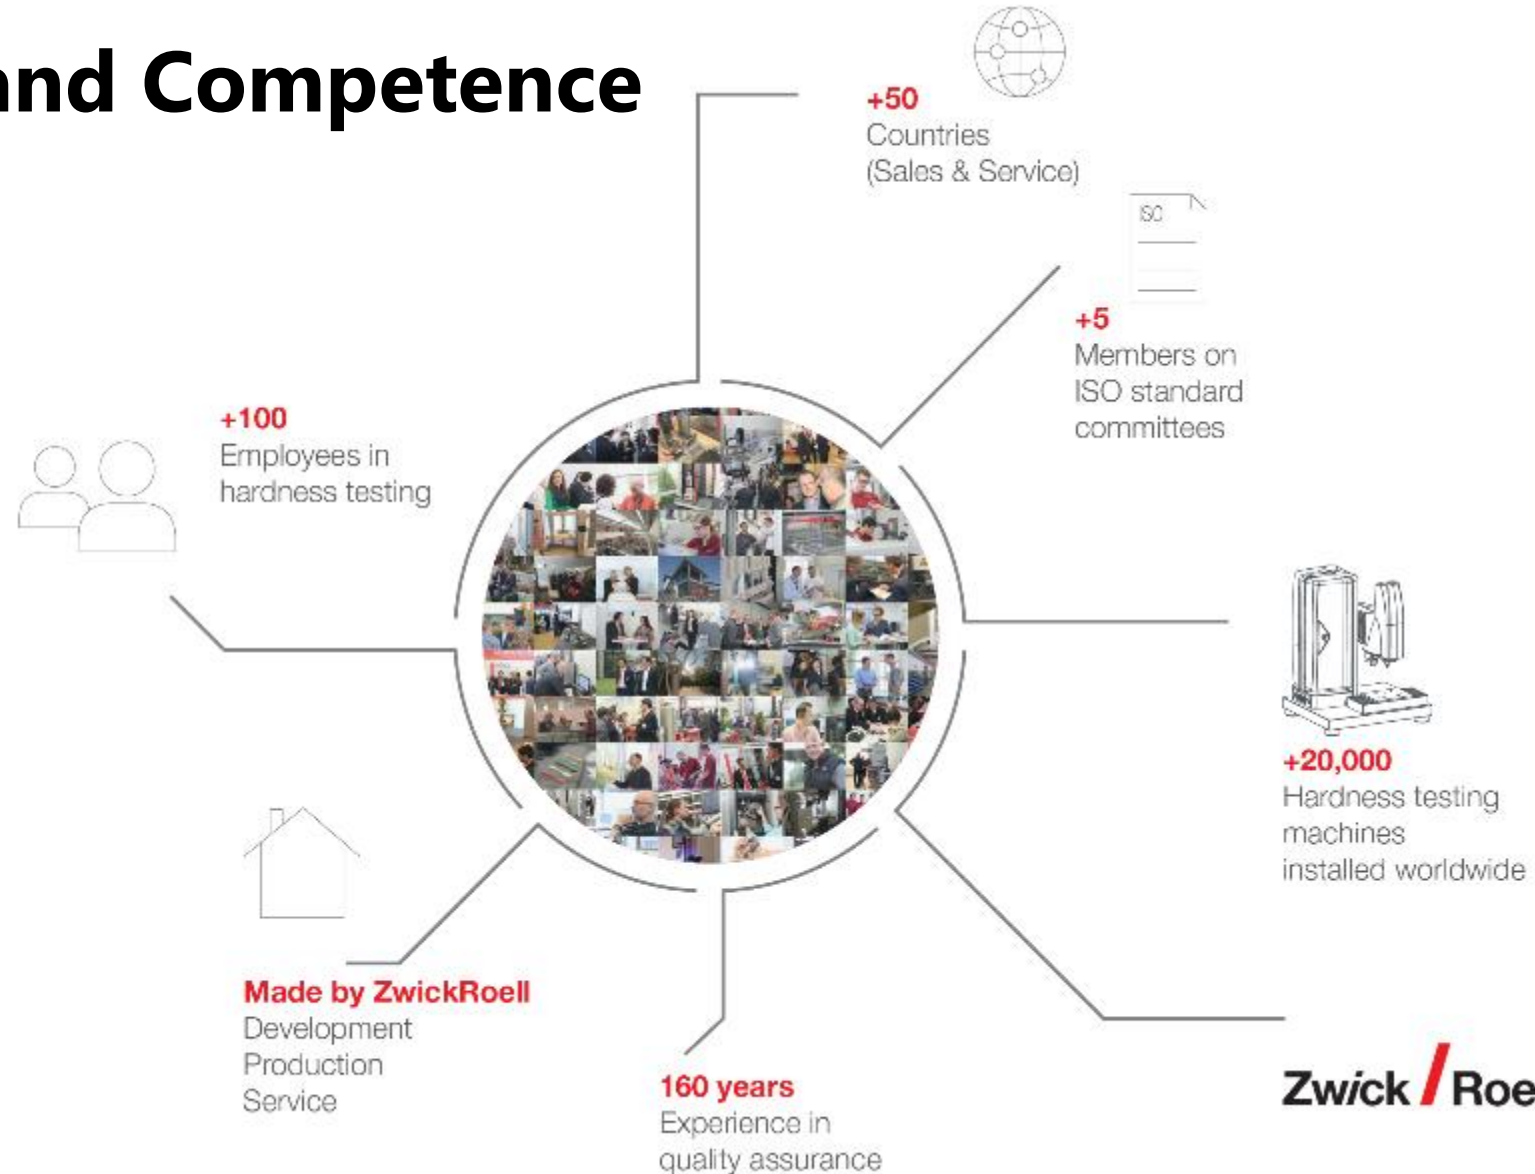 and Competence
+50
Countries
(Sales & Service)
ISO
+5
Members on
ISO standard
committees
+100
Employees in
hardness testing
+20,000
Hardness testing
machines
installed worldwide
Made by ZwickRoell
Development
Production
Service
160 years
Experience in
quality assurance
Zwick / Roe